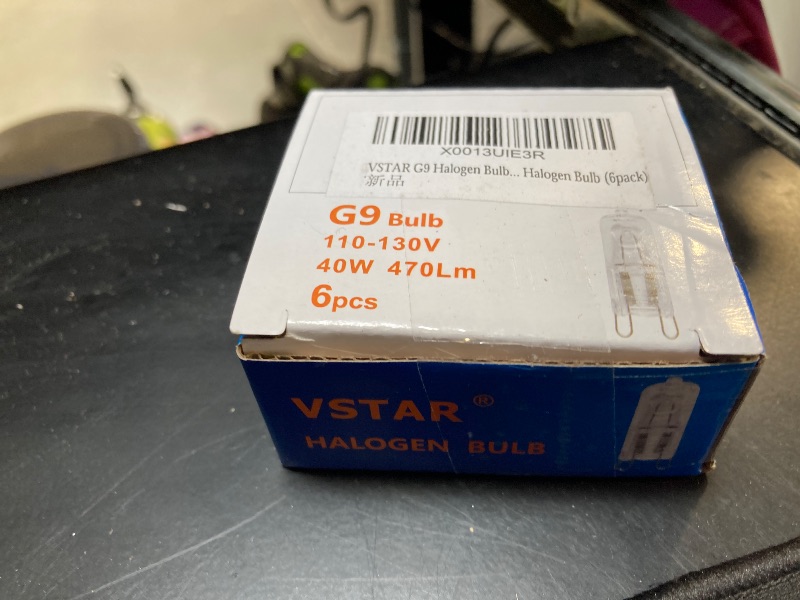 X0013UIE3R
VSTAR G9 Halogen Bulb... Halogen Bulb (6pack)
新品
G9 Bulb
110-130V
40W 470Lm
6pcs
VSTAR ®
HALOGEN BULB